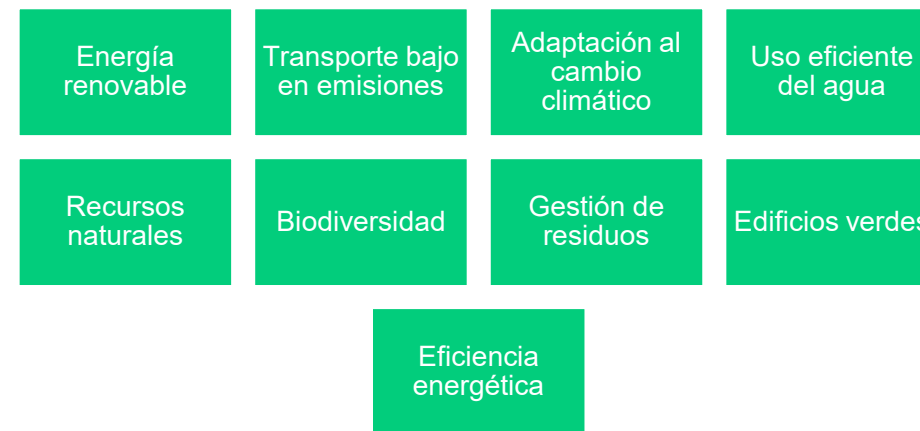 Energía
renovable
Transporte bajo
en emisiones
Adaptación al
cambio
climático
Uso eficiente
del agua
Recursos
naturales
Biodiversidad
Gestión de
residuos
Edificios verdes
Eficiencia
energética